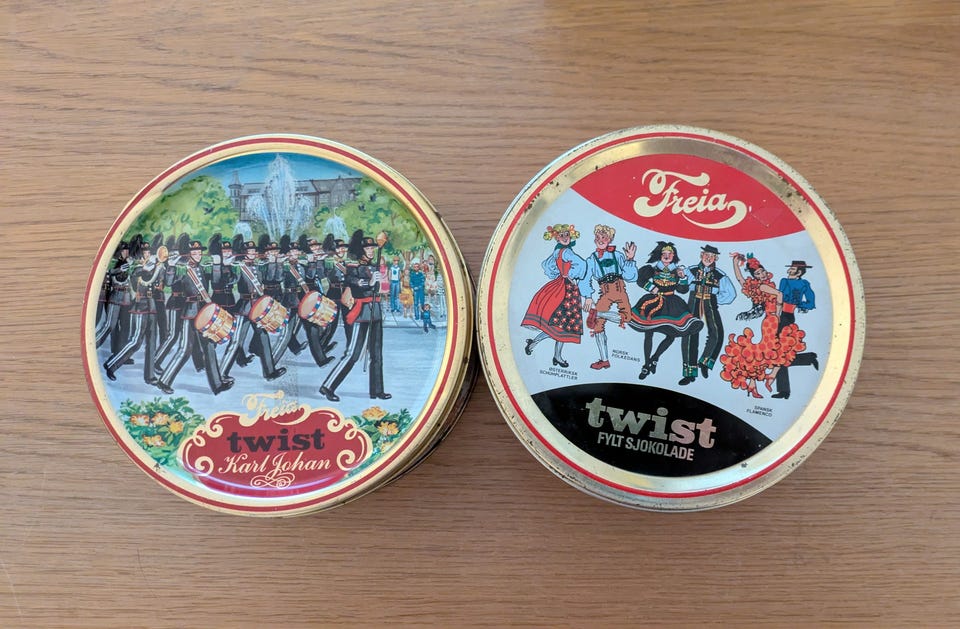 Freia
twist
Karl Johan
Freia
ØSTERRIKSK
SCHUHPLATTLER
NORSK
FOLKEDANS
SPANSK
FLAMENCO
twist
FYLT SJOKOLADE